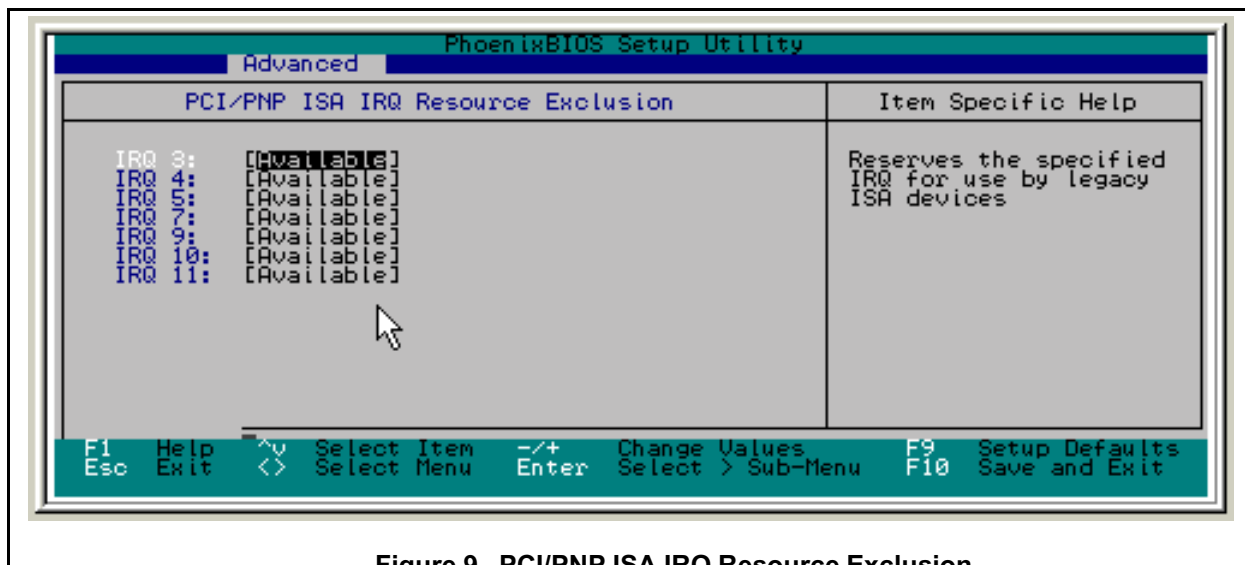 PhoenixBIOS Setup Utility
Advanced
PCI/PNP ISA IRQ Resource Exclusion
Item Specific Help
IRQ 3: [Available]
IRQ 4: [Available]
IRQ 5: [Available]
IRQ 7: [Available]
IRQ 9: [Available]
IRQ 10: [Available]
IRQ 11: [Available]
Reserves the specified
IRQ for use by legacy
ISA devices
F1 Help ^v Select Item -/+ Change Values F9 Setup Defaults
Esc Exit <> Select Menu Enter Select > Sub-Menu F10 Save and Exit
Figure 9. PCI/PNP ISA IRQ Resource Exclusion